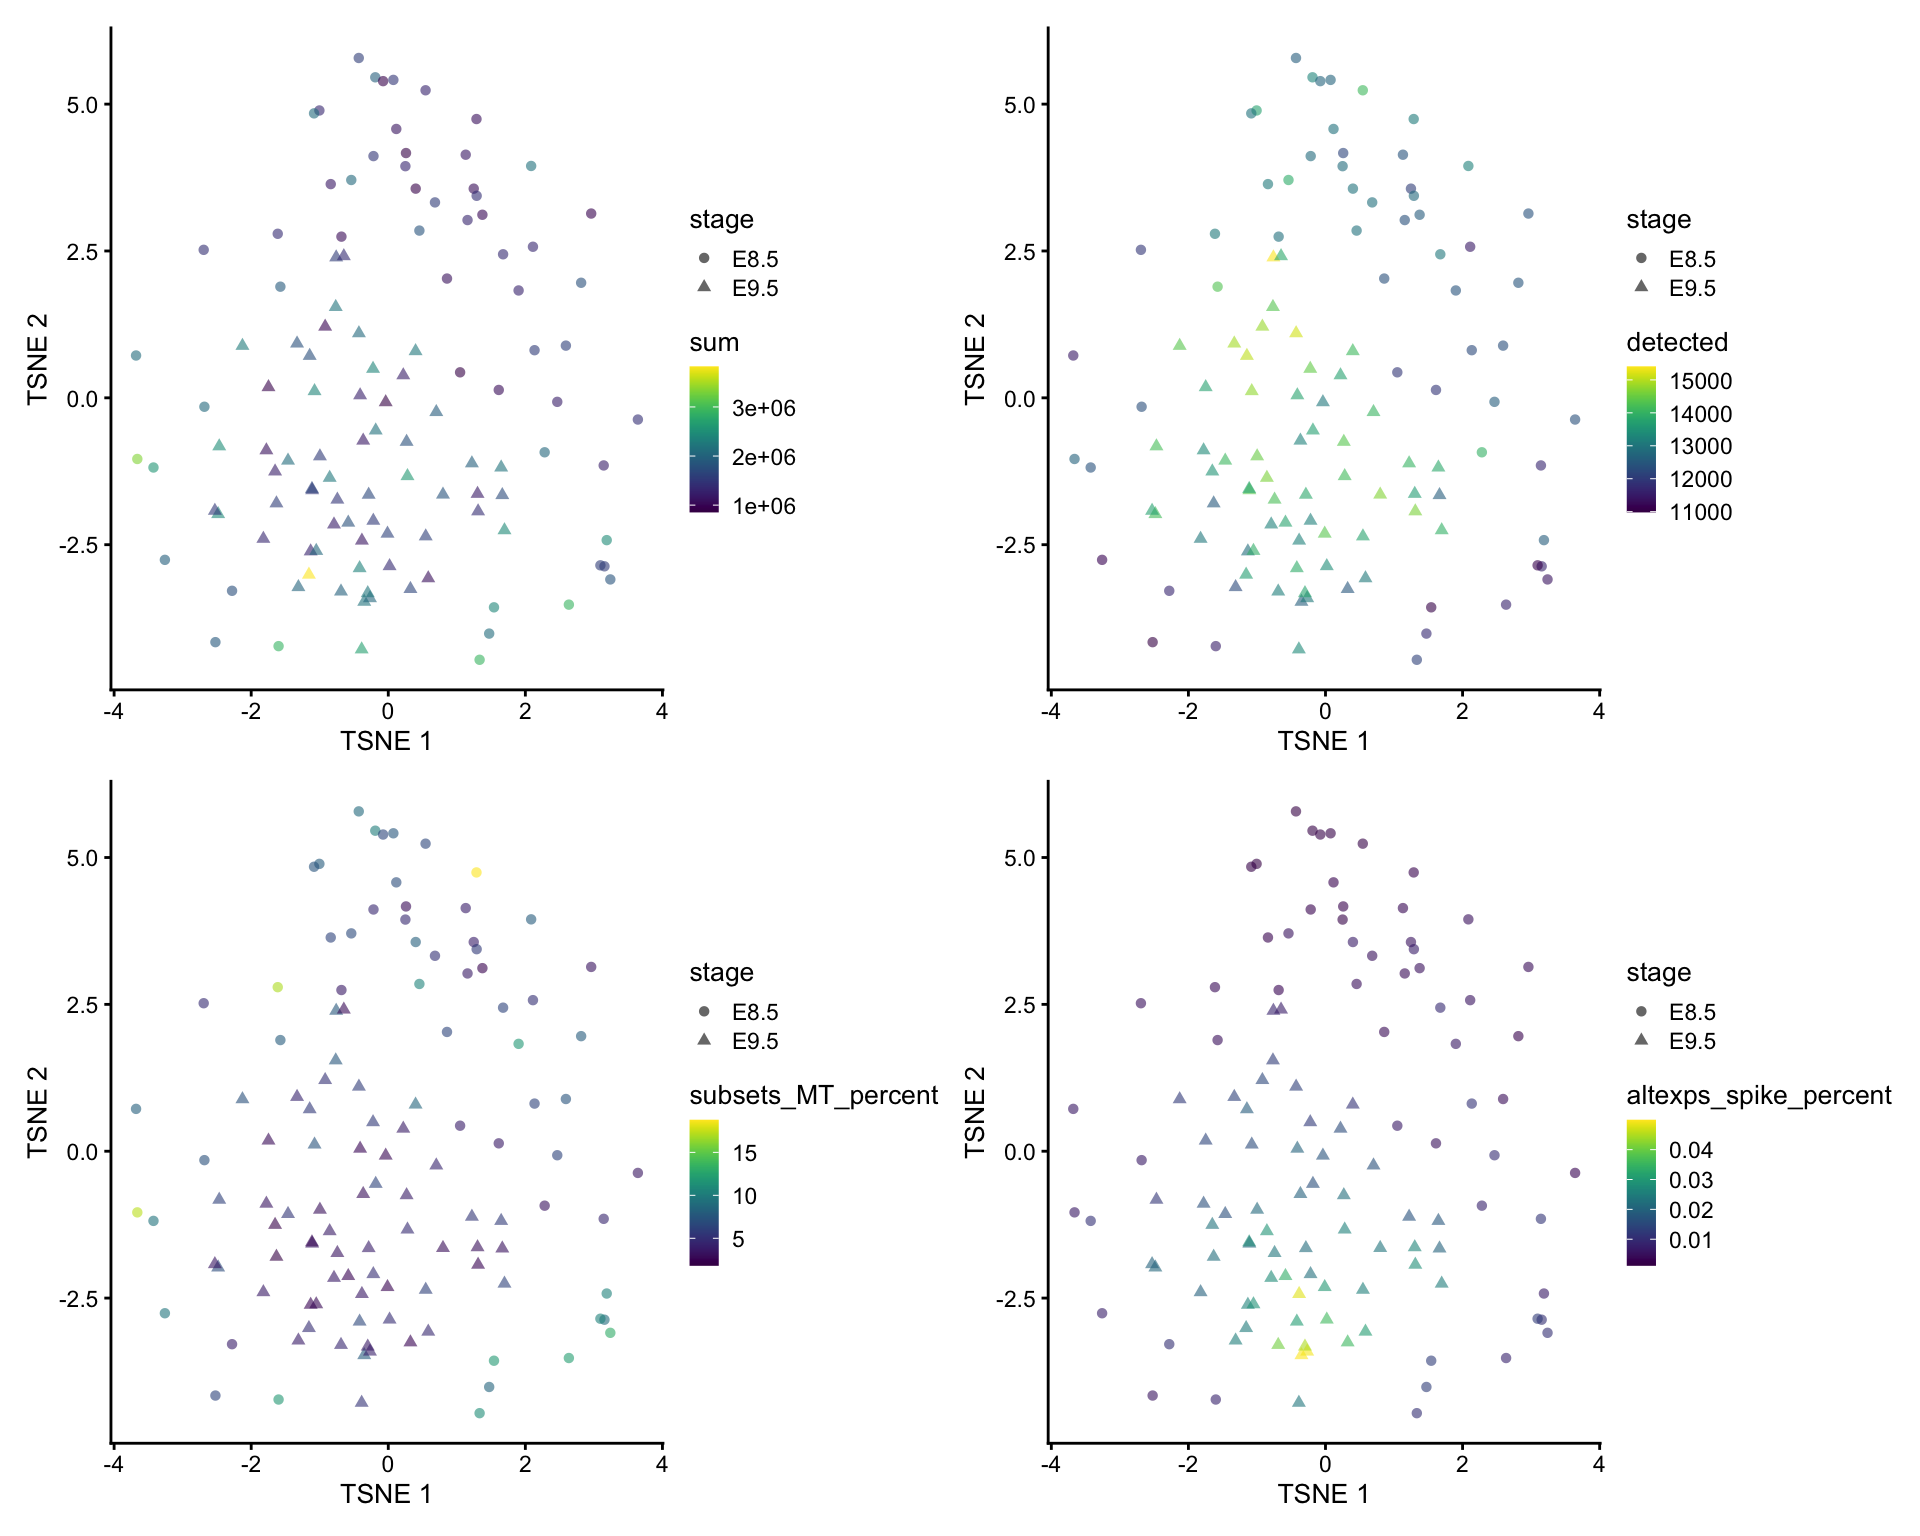 5.0
2.5
0.0
-2.5
TSNE 2
-4 -2 0 2 4
TSNE 1
stage
E8.5
E9.5
sum
3e+06
2e+06
1e+06
5.0
2.5
0.0
-2.5
TSNE 2
-4 -2 0 2 4
TSNE 1
stage
E8.5
E9.5
detected
15000
14000
13000
12000
11000
5.0
2.5
0.0
-2.5
TSNE 2
-4 -2 0 2 4
TSNE 1
stage
E8.5
E9.5
subsets_MT_percent
15
10
5
5.0
2.5
0.0
-2.5
TSNE 2
-4 -2 0 2 4
TSNE 1
stage
E8.5
E9.5
altexps_spike_percent
0.04
0.03
0.02
0.01